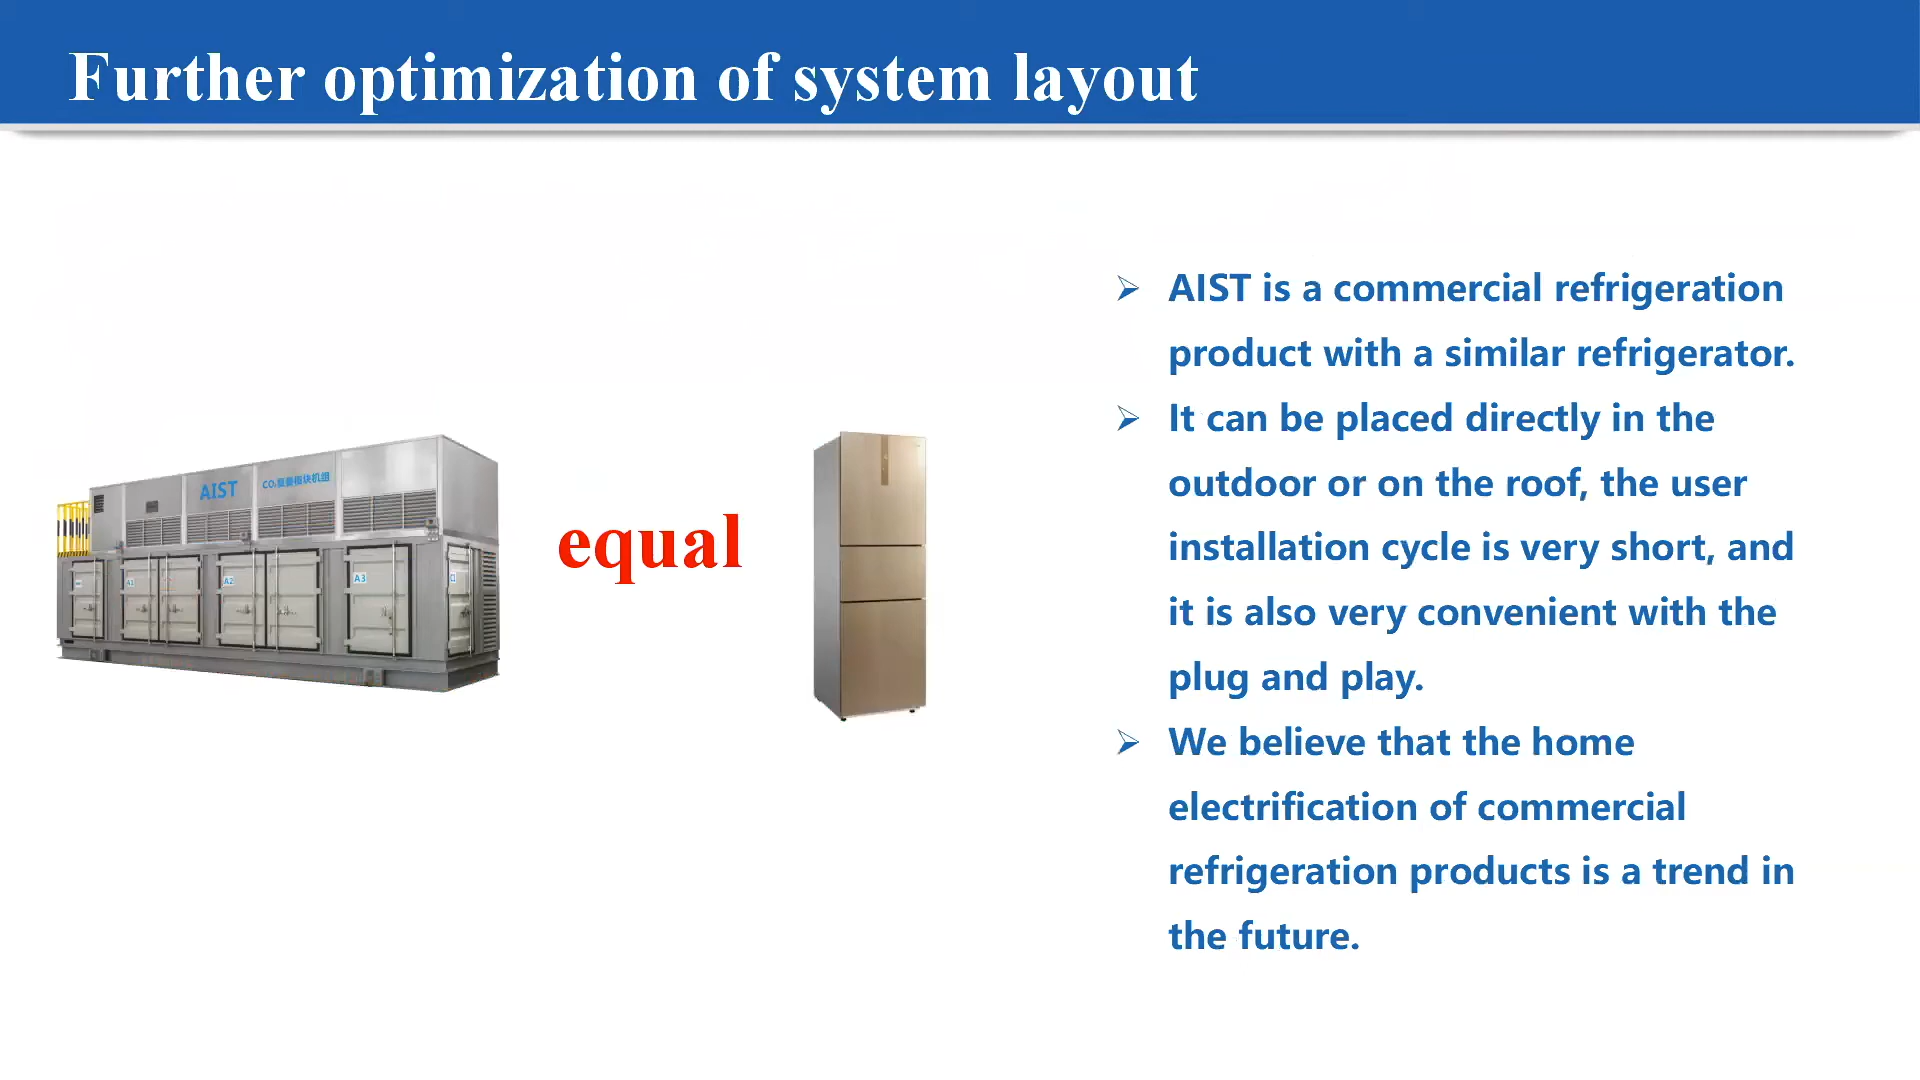 Further optimization of system layout
AIST is a commercial refrigeration
product with a similar refrigerator.
It can be placed directly in the
outdoor or on the roof, the user
installation cycle is very short, and
it is also very convenient with the
plug and play.
We believe that the home
electrification of commercial
refrigeration products is a trend in
the future.
AIST
equal
A2
A3